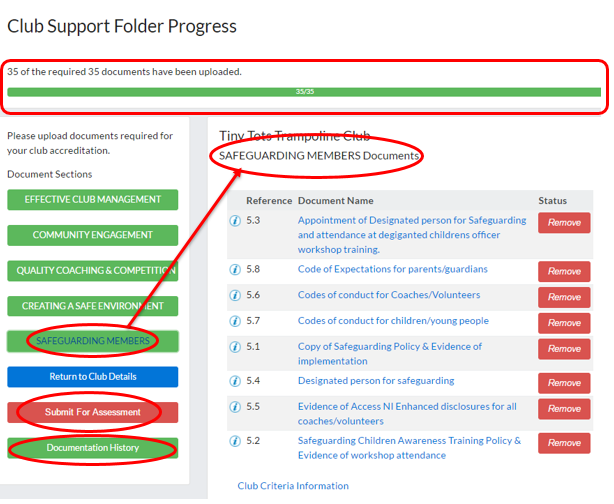 Club Support Folder Progress
35 of the required 35 documents have been uploaded.
35/35
Please upload documents required for
your club accreditation.
Document Sections
EFFECTIVE CLUB MANAGEMENT
COMMUNITY ENGAGEMENT
QUALITY COACHING & COMPETITION
CREATING A SAFE ENVIRONMENT
SAFEGUARDING MEMBERS
Return to Club Details
Submit For Assessment
Documentation History
Tiny Tots Trampoline Club
SAFEGUARDING MEMBERS Documents
Reference Document Name Status
i 5.3 Appointment of Designated person for Safeguarding Remove
and attendance at degiganted childrens officer
workshop training.
i 5.8 Code of Expectations for parents/guardians Remove
i 5.6 Codes of conduct for Coaches/Volunteers Remove
i 5.7 Codes of conduct for children/young people Remove
i 5.1 Copy of Safeguarding Policy & Evidence of Remove
implementation
i 5.4 Designated person for safeguarding Remove
i 5.5 Evidence of Access NI Enhanced disclosures for all Remove
coaches/volunteers
i 5.2 Safeguarding Children Awareness Training Policy & Remove
Evidence of workshop attendance
Club Criteria Information